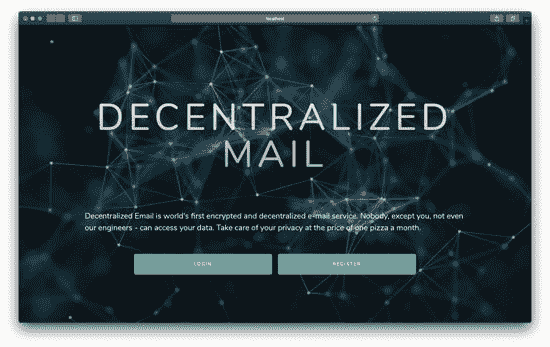 localhost
DECENTRALIZED
MAIL
Decentralized Email is world's first encrypted and decentralized e-mail service. Nobody, except you, not even
our engineers - can access your data. Take care of your privacy at the price of one pizza a month.
LOGIN
REGISTER